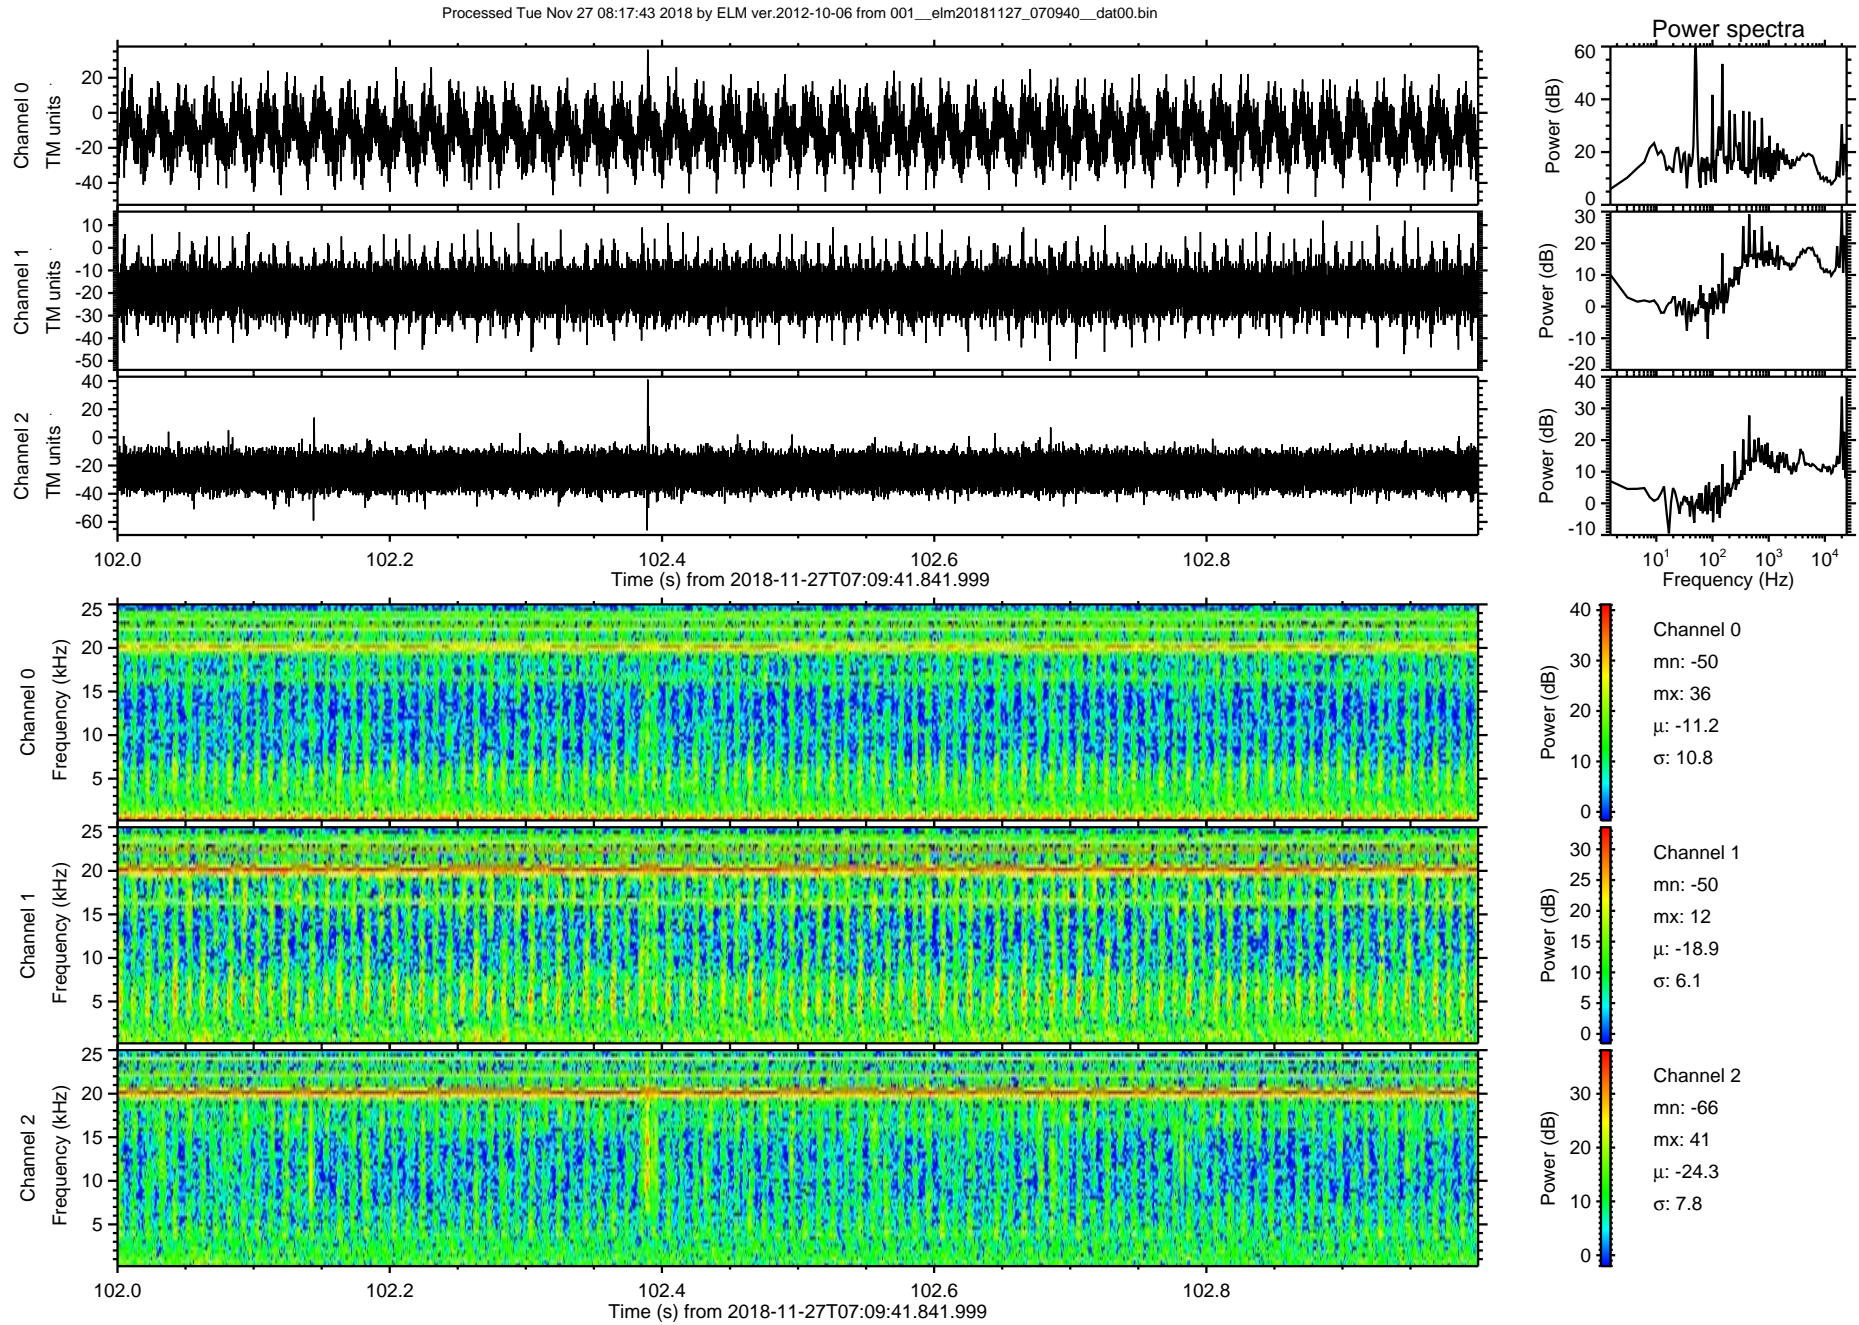 Processed Tue Nov 27 08:17:43 2018 by ELM ver.2012-10-06 from 001__elm20181127_070940__dat00.bin
Power spectra
Channel 0
TM units
20
0
-20
-40
Power (dB)
60
40
20
0
Channel 1
TM units
10
0
-10
-20
-30
-40
-50
Power (dB)
30
20
10
0
-10
-20
Channel 2
TM units
40
20
0
-20
-40
-60
Power (dB)
40
30
20
10
0
-10
102.0 102.2 102.4 102.6 102.8
Time (s) from 2018-11-27T07:09:41.841.999
10^1 10^2 10^3 10^4
Frequency (Hz)
Channel 0
Frequency (kHz)
25
20
15
10
5
Power (dB)
40
30
20
10
0
Channel 0
mn: -50
mx: 36
μ: -11.2
σ: 10.8
Channel 1
Frequency (kHz)
25
20
15
10
5
Power (dB)
30
25
20
15
10
5
0
Channel 1
mn: -50
mx: 12
μ: -18.9
σ: 6.1
Channel 2
Frequency (kHz)
25
20
15
10
5
Power (dB)
30
20
10
0
Channel 2
mn: -66
mx: 41
μ: -24.3
σ: 7.8
102.0 102.2 102.4 102.6 102.8
Time (s) from 2018-11-27T07:09:41.841.999